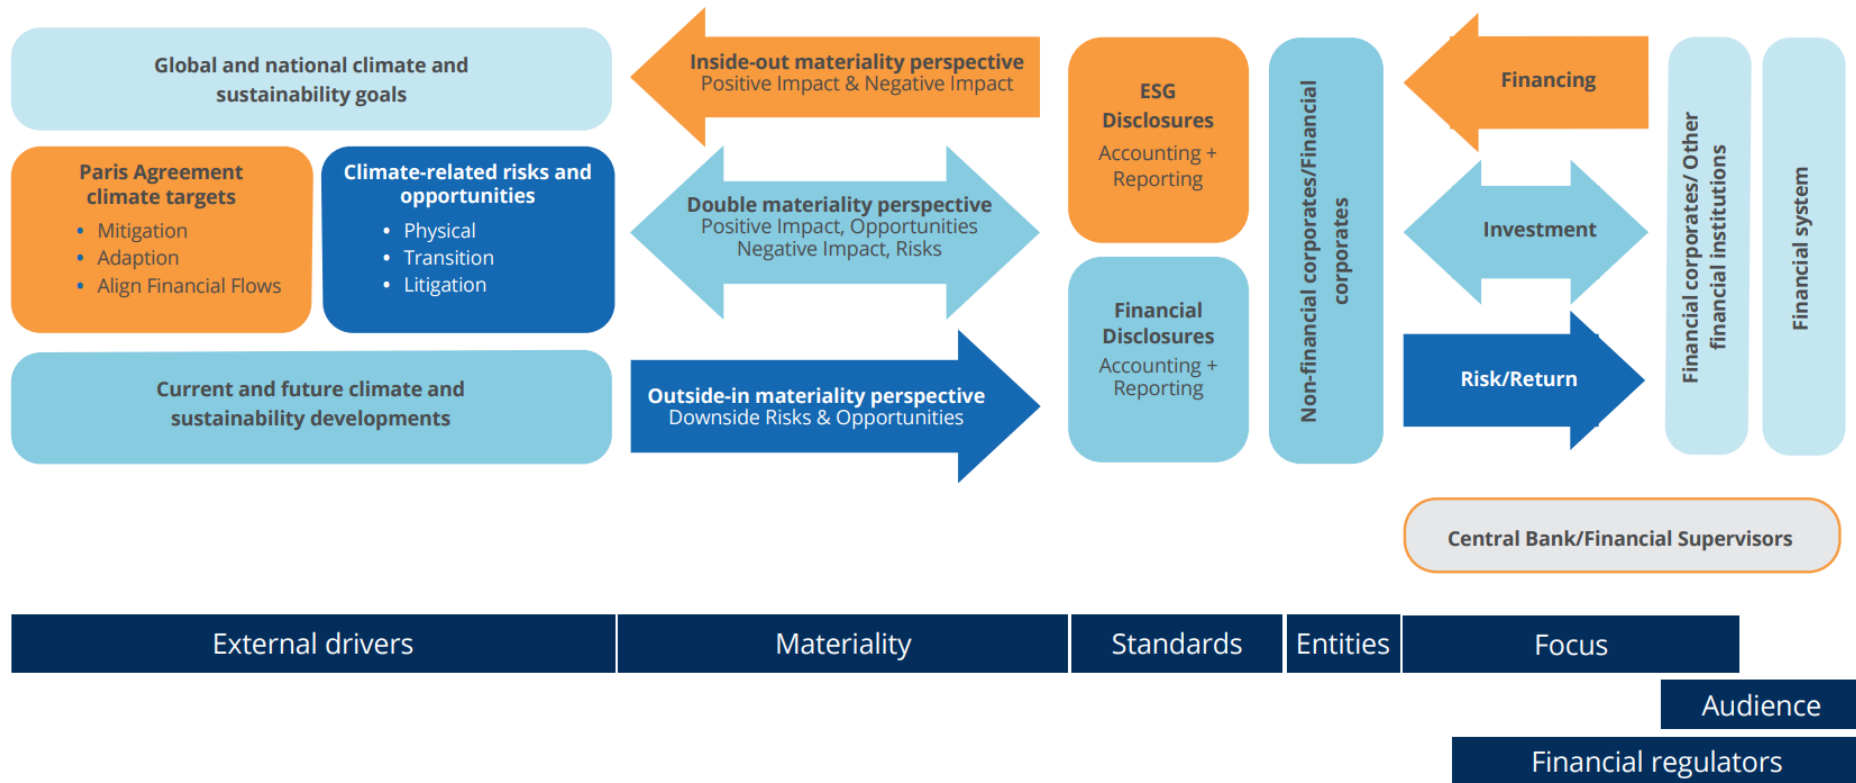 Global and national climate and
sustainability goals
Paris Agreement
climate targets
• Mitigation
• Adaption
• Align Financial Flows
Climate-related risks and
opportunities
• Physical
• Transition
• Litigation
Current and future climate and
sustainability developments
Inside-out materiality perspective
Positive Impact & Negative Impact
Double materiality perspective
Positive Impact, Opportunities
Negative Impact, Risks
Outside-in materiality perspective
Downside Risks & Opportunities
ESG
Disclosures
Accounting +
Reporting
Financial
Disclosures
Accounting +
Reporting
Non-financial corporates/Financial
corporates
Financing
Investment
Risk/Return
Financial corporates/ Other
financial institutions
Financial system
Central Bank/Financial Supervisors
External drivers
Materiality
Standards
Entities
Focus
Audience
Financial regulators